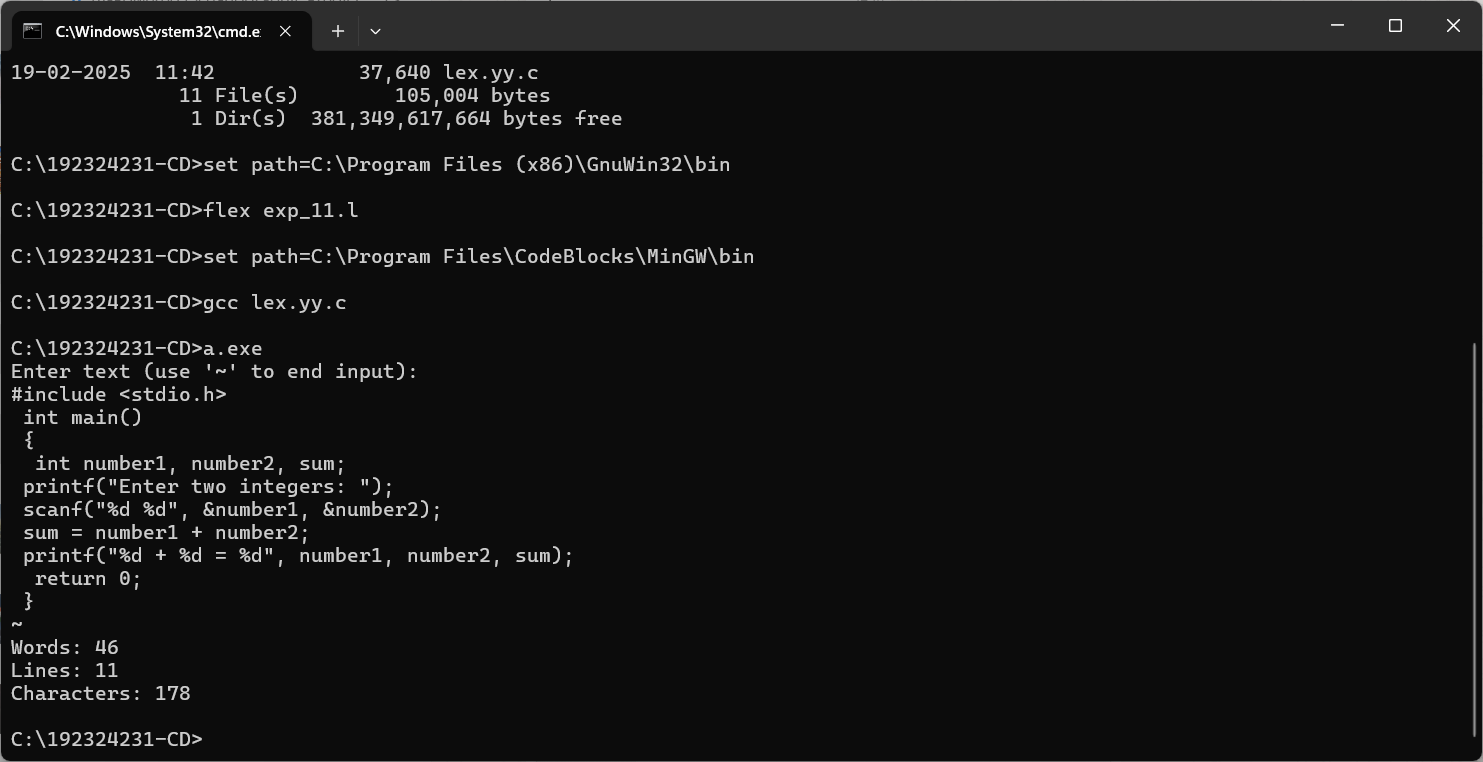 C:\Windows\System32\cmd.e
19-02-2025  11:42            37,640 lex.yy.c
              11 File(s)        105,004 bytes
               1 Dir(s)  381,349,617,664 bytes free
C:\192324231-CD>set path=C:\Program Files (x86)\GnuWin32\bin
C:\192324231-CD>flex exp_11.l
C:\192324231-CD>set path=C:\Program Files\CodeBlocks\MinGW\bin
C:\192324231-CD>gcc lex.yy.c
C:\192324231-CD>a.exe
Enter text (use '~' to end input):
#include <stdio.h>
 int main()
 {
  int number1, number2, sum;
 printf("Enter two integers: ");
 scanf("%d %d", &number1, &number2);
 sum = number1 + number2;
 printf("%d + %d = %d", number1, number2, sum);
  return 0;
 }
~
Words: 46
Lines: 11
Characters: 178
C:\192324231-CD>